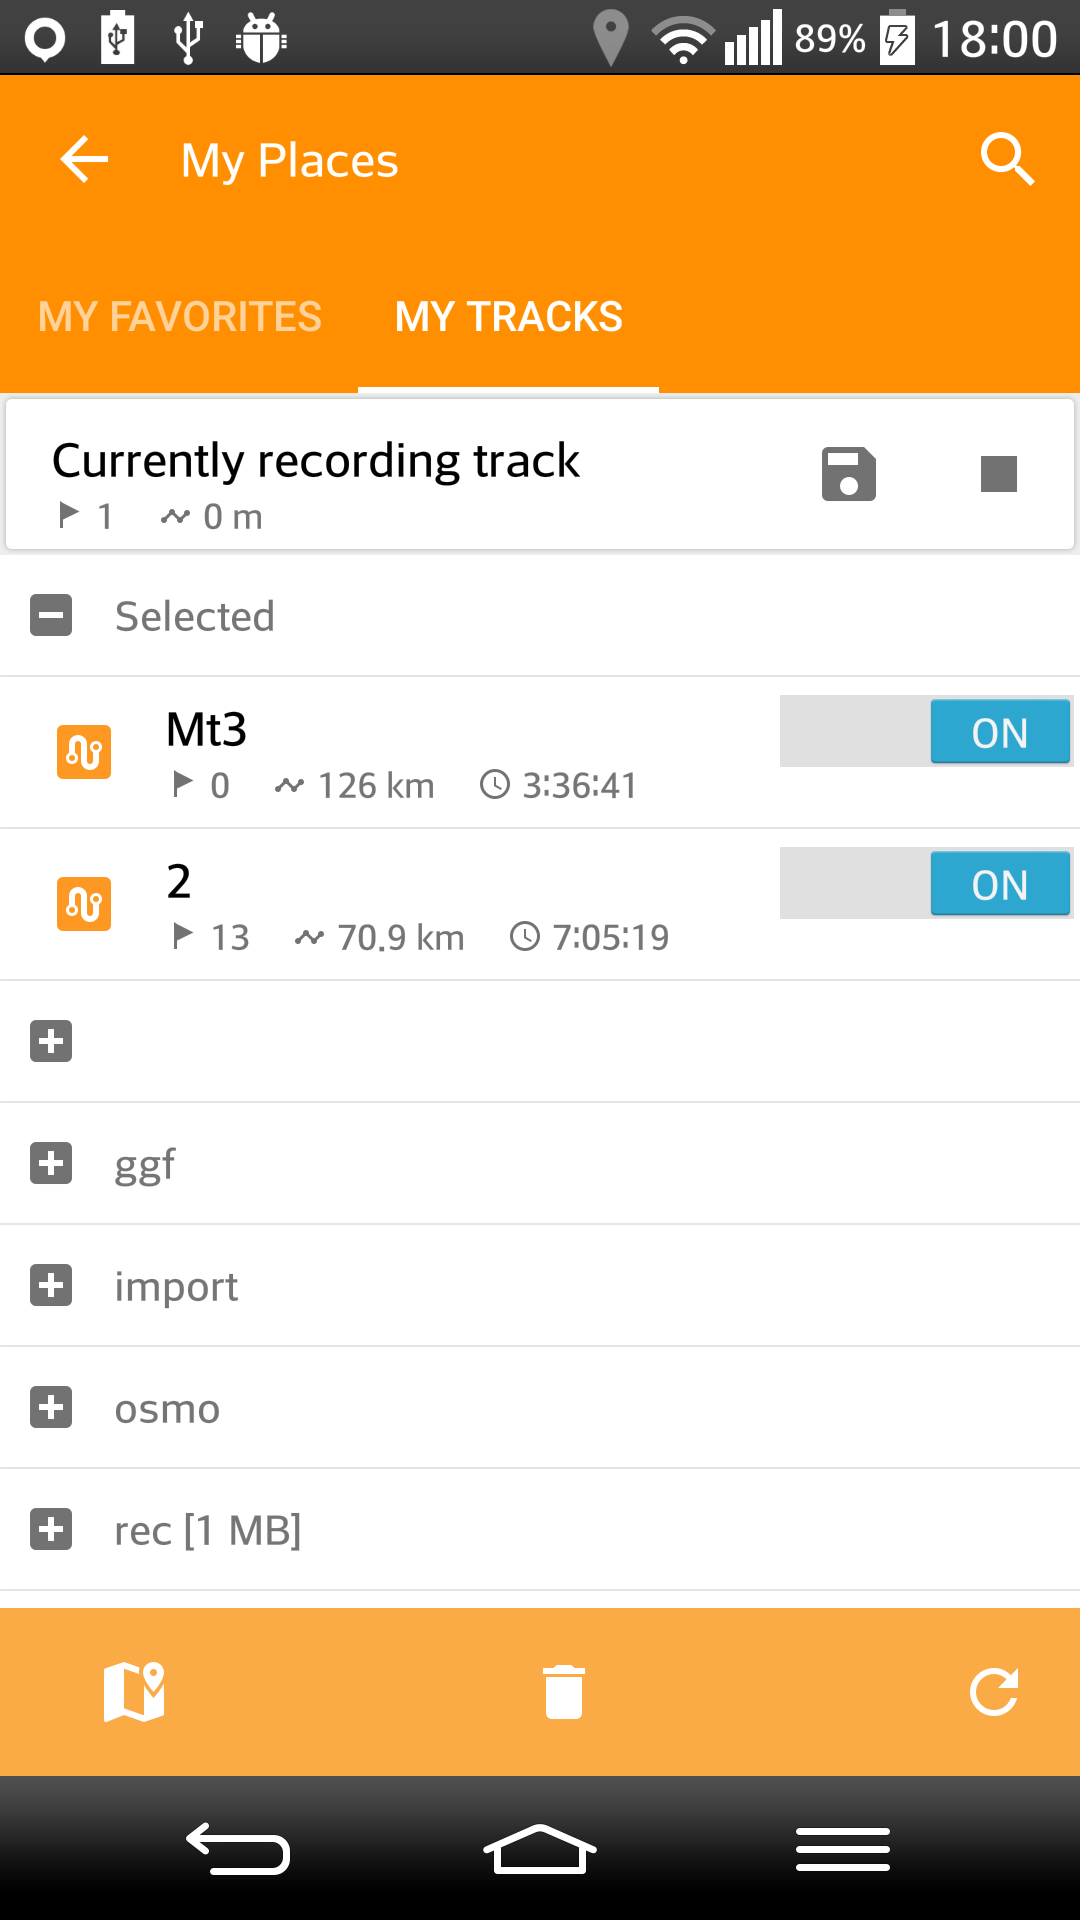 89% 18:00
My Places
MY FAVORITES MY TRACKS
Currently recording track
1 0 m
Selected
Mt3 ON
0 126 km 3:36:41
2 ON
13 70.9 km 7:05:19
ggf
import
osmo
rec [1 MB]